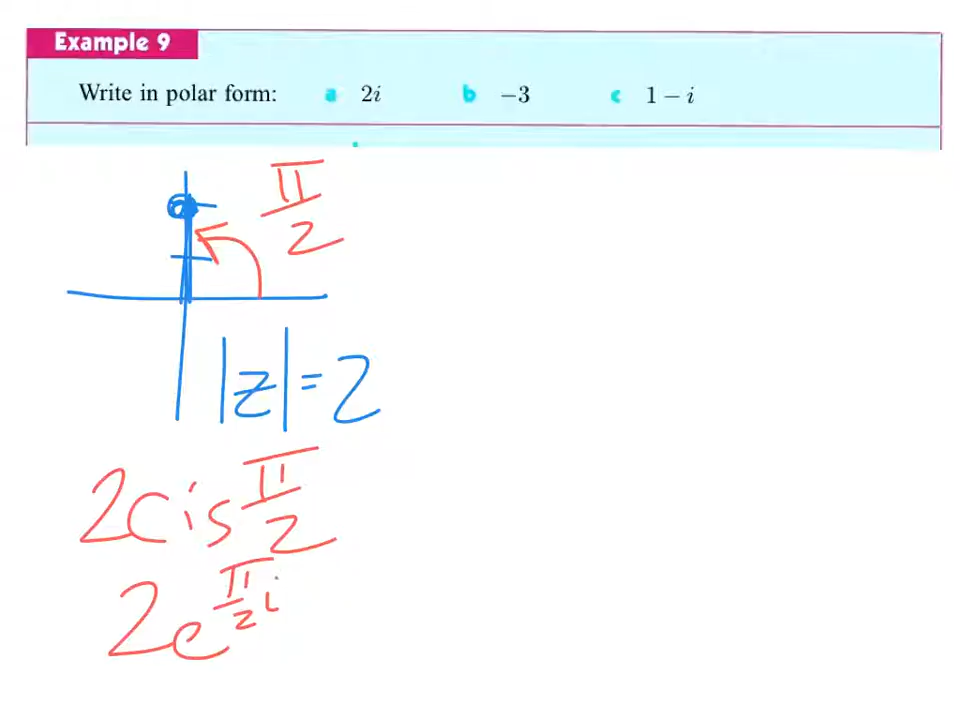 Example 9
Write in polar form: a 2i b −3 c 1 − i
π/2
|z| = 2
2cis π/2
2e^(π/2 i)